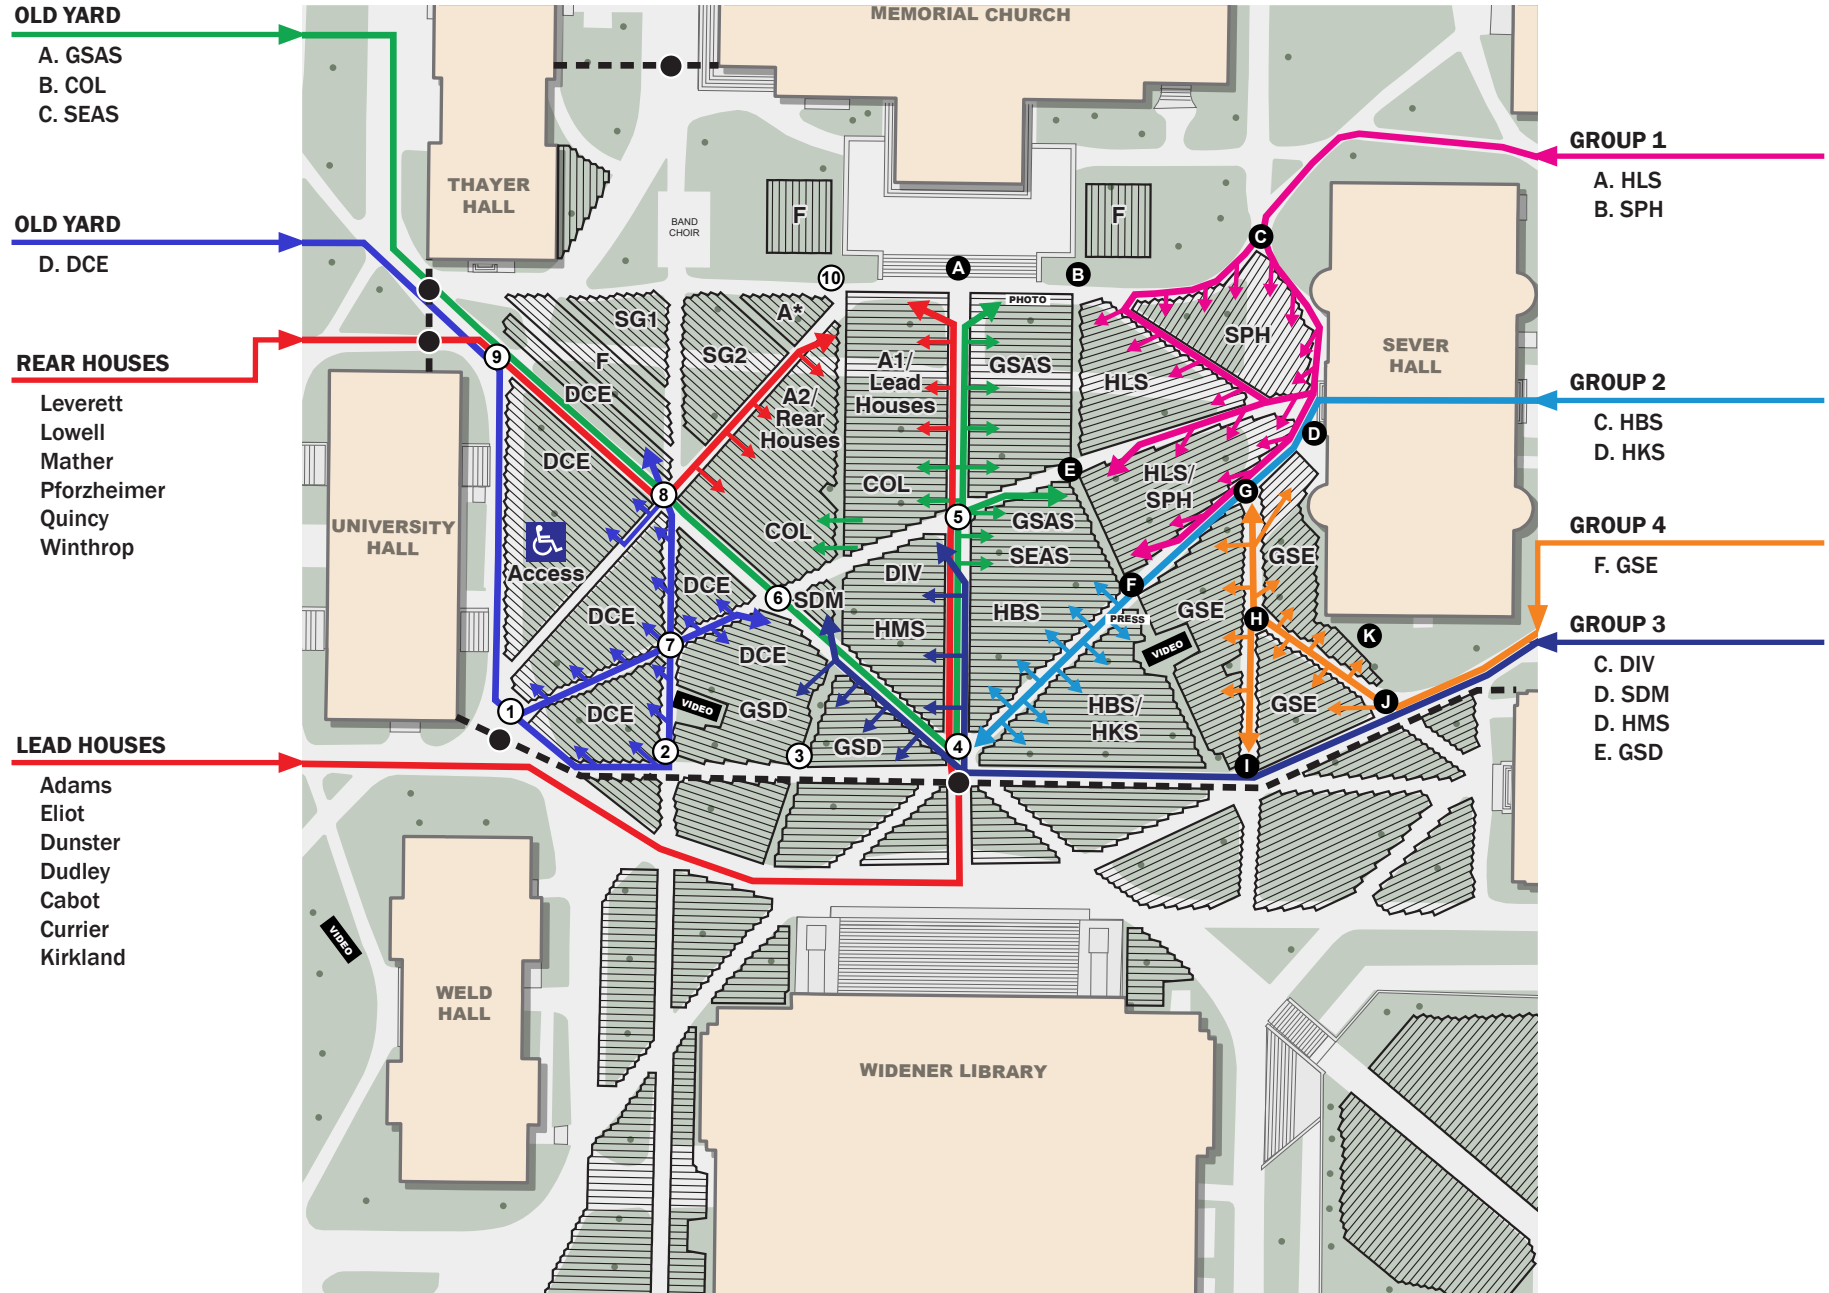 OLD YARD
A. GSAS
B. COL
C. SEAS
OLD YARD
D. DCE
REAR HOUSES
Leverett
Lowell
Mather
Pforzheimer
Quincy
Winthrop
LEAD HOUSES
Adams
Eliot
Dunster
Dudley
Cabot
Currier
Kirkland
MEMORIAL CHURCH
THAYER
HALL
BAND
CHOIR
F
F
10
A
B
C
PHOTO
SG1
A*
SG2
F
DCE
9
A1/
Lead
Houses
GSAS
A2/
Rear
Houses
HLS
SPH
SEVER
HALL
D
DCE
8
COL
E
HLS/
SPH
G
UNIVERSITY
HALL
Access
COL
5
GSAS
SEAS
GSE
DIV
DCE
6
SDM
F
HBS
PRESS
GSE
H
K
DCE
HMS
7
DCE
VIDEO
VIDEO
GSD
1
DCE
2
3
GSD
4
HBS/
HKS
GSE
J
I
VIDEO
WELD
HALL
WIDENER LIBRARY
GROUP 1
A. HLS
B. SPH
GROUP 2
C. HBS
D. HKS
GROUP 4
F. GSE
GROUP 3
C. DIV
D. SDM
D. HMS
E. GSD